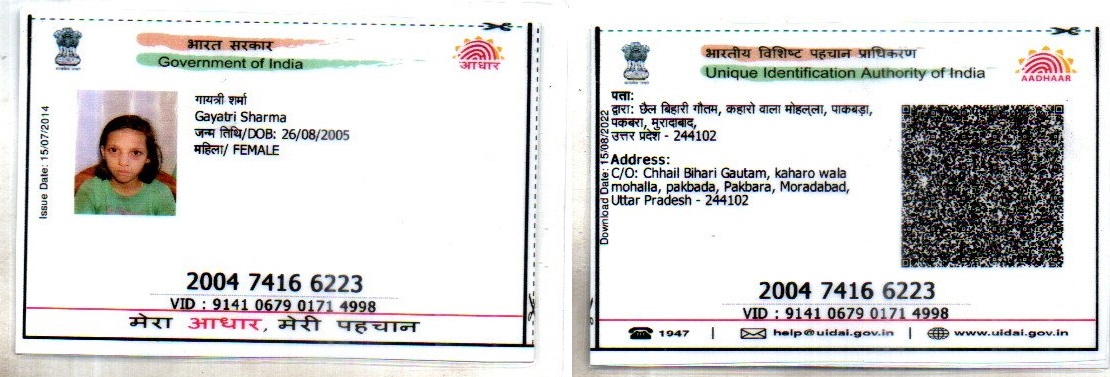 भारत सरकार
Government of India
आधार
Issue Date: 15/07/2014
गायत्री शर्मा
Gayatri Sharma
जन्म तिथि/DOB: 26/08/2005
महिला/ FEMALE
2004 7416 6223
VID : 9141 0679 0171 4998
मेरा आधार, मेरी पहचान
भारतीय विशिष्ट पहचान प्राधिकरण
Unique Identification Authority of India
AADHAAR
Download Date: 15/08/2022
पता:
द्वारा: छैल बिहारी गौतम, कहारो वाला मोहल्ला, पाकबड़ा,
पकबरा, मुरादाबाद,
उत्तर प्रदेश - 244102
Address:
C/O: Chhail Bihari Gautam, kaharo wala
mohalla, pakbada, Pakbara, Moradabad,
Uttar Pradesh - 244102
2004 7416 6223
VID : 9141 0679 0171 4998
1947 | help@uidai.gov.in | www.uidai.gov.in